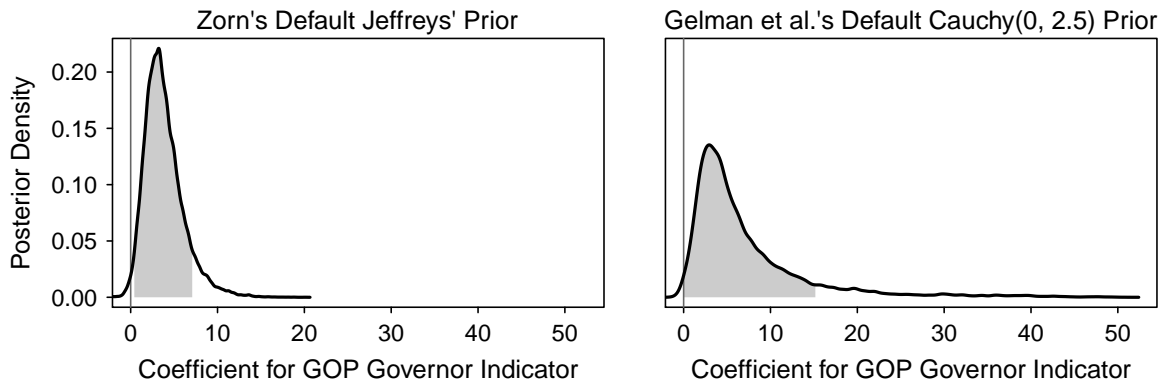 Zorn's Default Jeffreys' Prior
Gelman et al.'s Default Cauchy(0, 2.5) Prior
Posterior Density
0.20
0.15
0.10
0.05
0.00
0 10 20 30 40 50
0 10 20 30 40 50
Coefficient for GOP Governor Indicator
Coefficient for GOP Governor Indicator